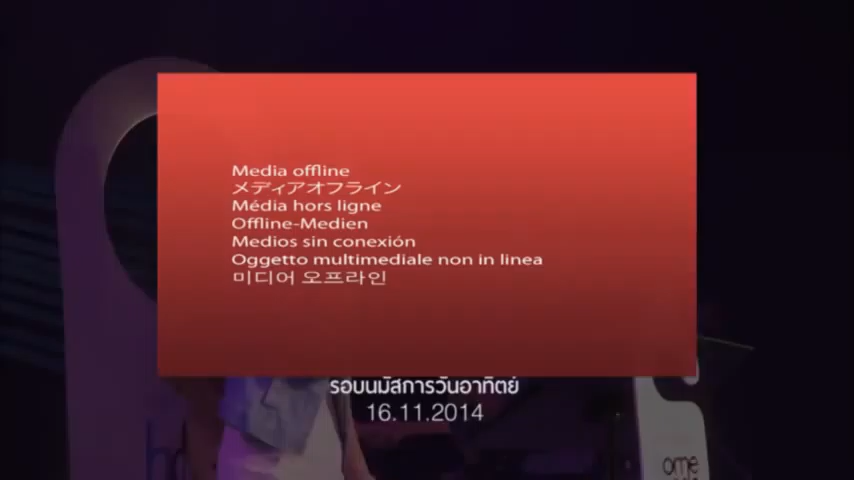 Media offline
メディアオフライン
Média hors ligne
Offline-Medien
Medios sin conexión
Oggetto multimediale non in linea
미디어 오프라인
รอบนมัสการวันอาทิตย์
16.11.2014
ome